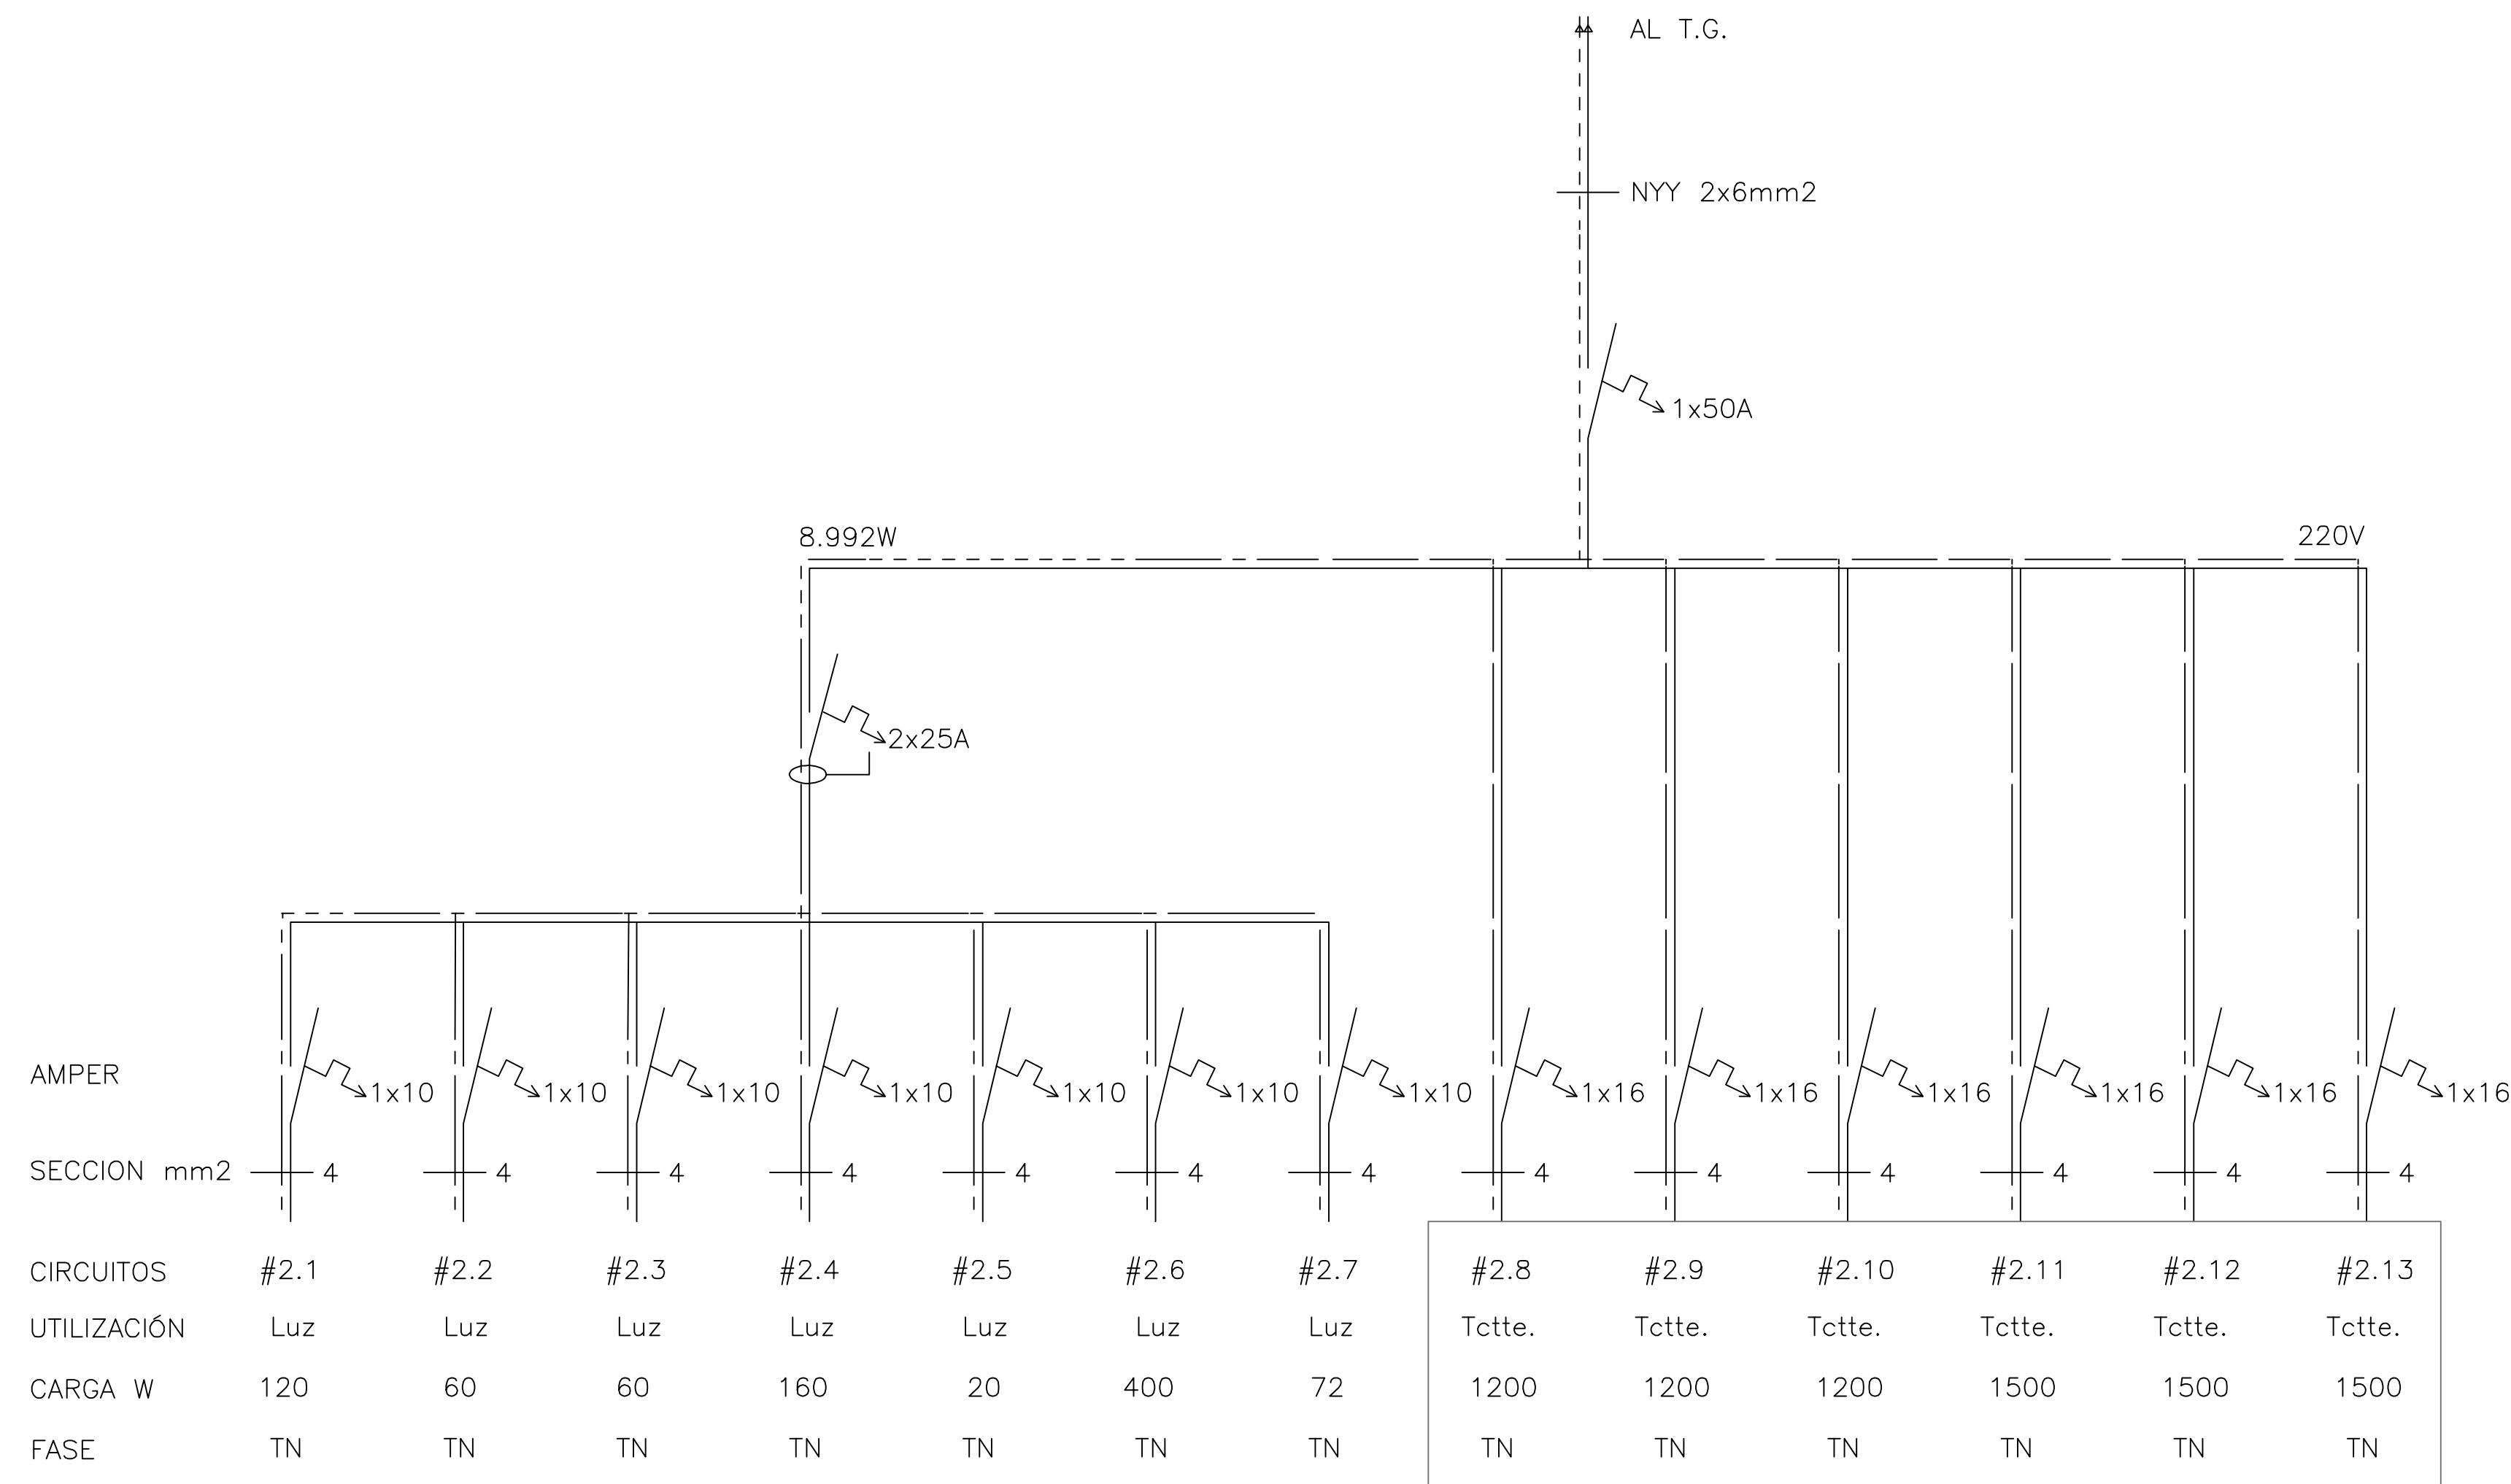 AL T.G.
NYY 2x6mm2
1x50A
8.992W 220V
2x25A
AMPER 1x10 1x10 1x10 1x10 1x10 1x10 1x10 1x16 1x16 1x16 1x16 1x16 1x16
SECCION mm2 4 4 4 4 4 4 4 4 4 4 4 4 4
CIRCUITOS #2.1 #2.2 #2.3 #2.4 #2.5 #2.6 #2.7 #2.8 #2.9 #2.10 #2.11 #2.12 #2.13
UTILIZACIÓN Luz Luz Luz Luz Luz Luz Luz Tctte. Tctte. Tctte. Tctte. Tctte. Tctte.
CARGA W 120 60 60 160 20 400 72 1200 1200 1200 1500 1500 1500
FASE TN TN TN TN TN TN TN TN TN TN TN TN TN